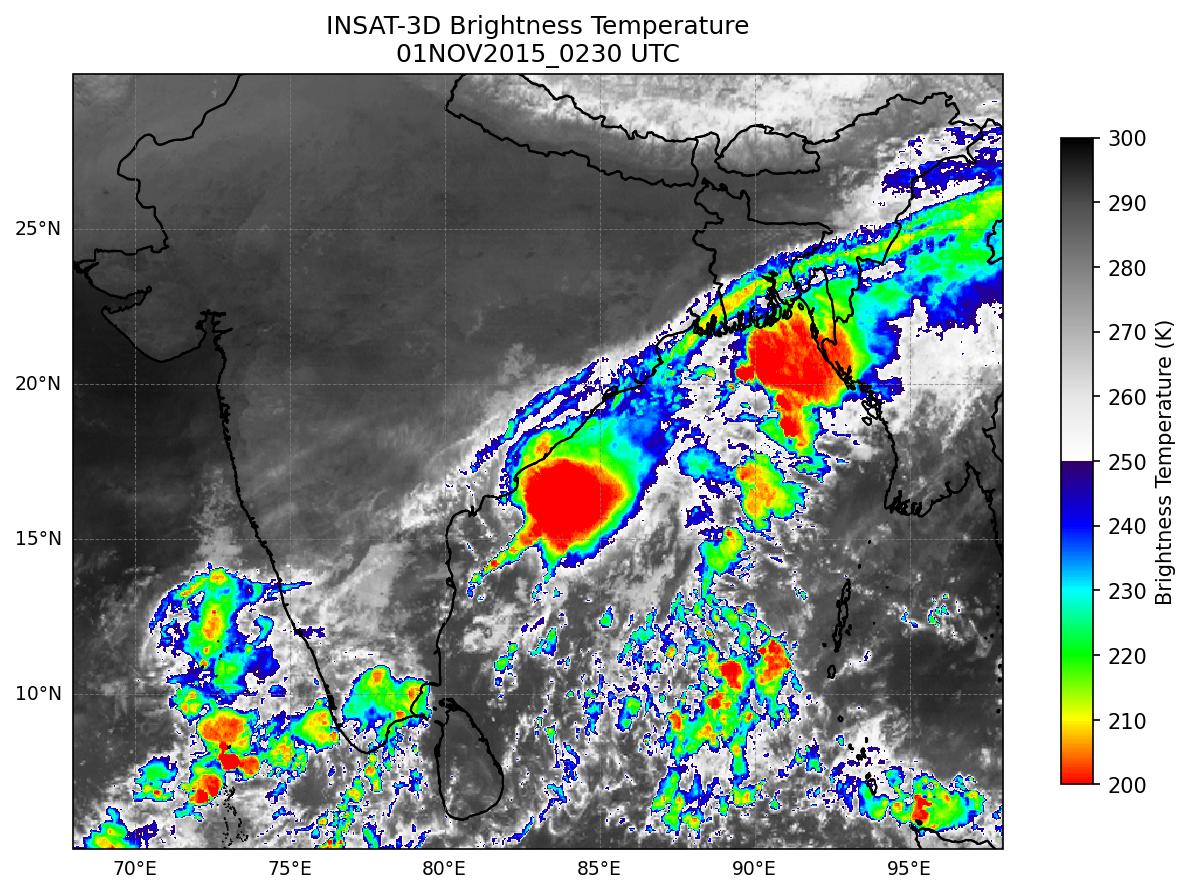 INSAT-3D Brightness Temperature
01NOV2015_0230 UTC
25°N
20°N
15°N
10°N
70°E
75°E
80°E
85°E
90°E
95°E
300
290
280
270
260
250
240
230
220
210
200
Brightness Temperature (K)